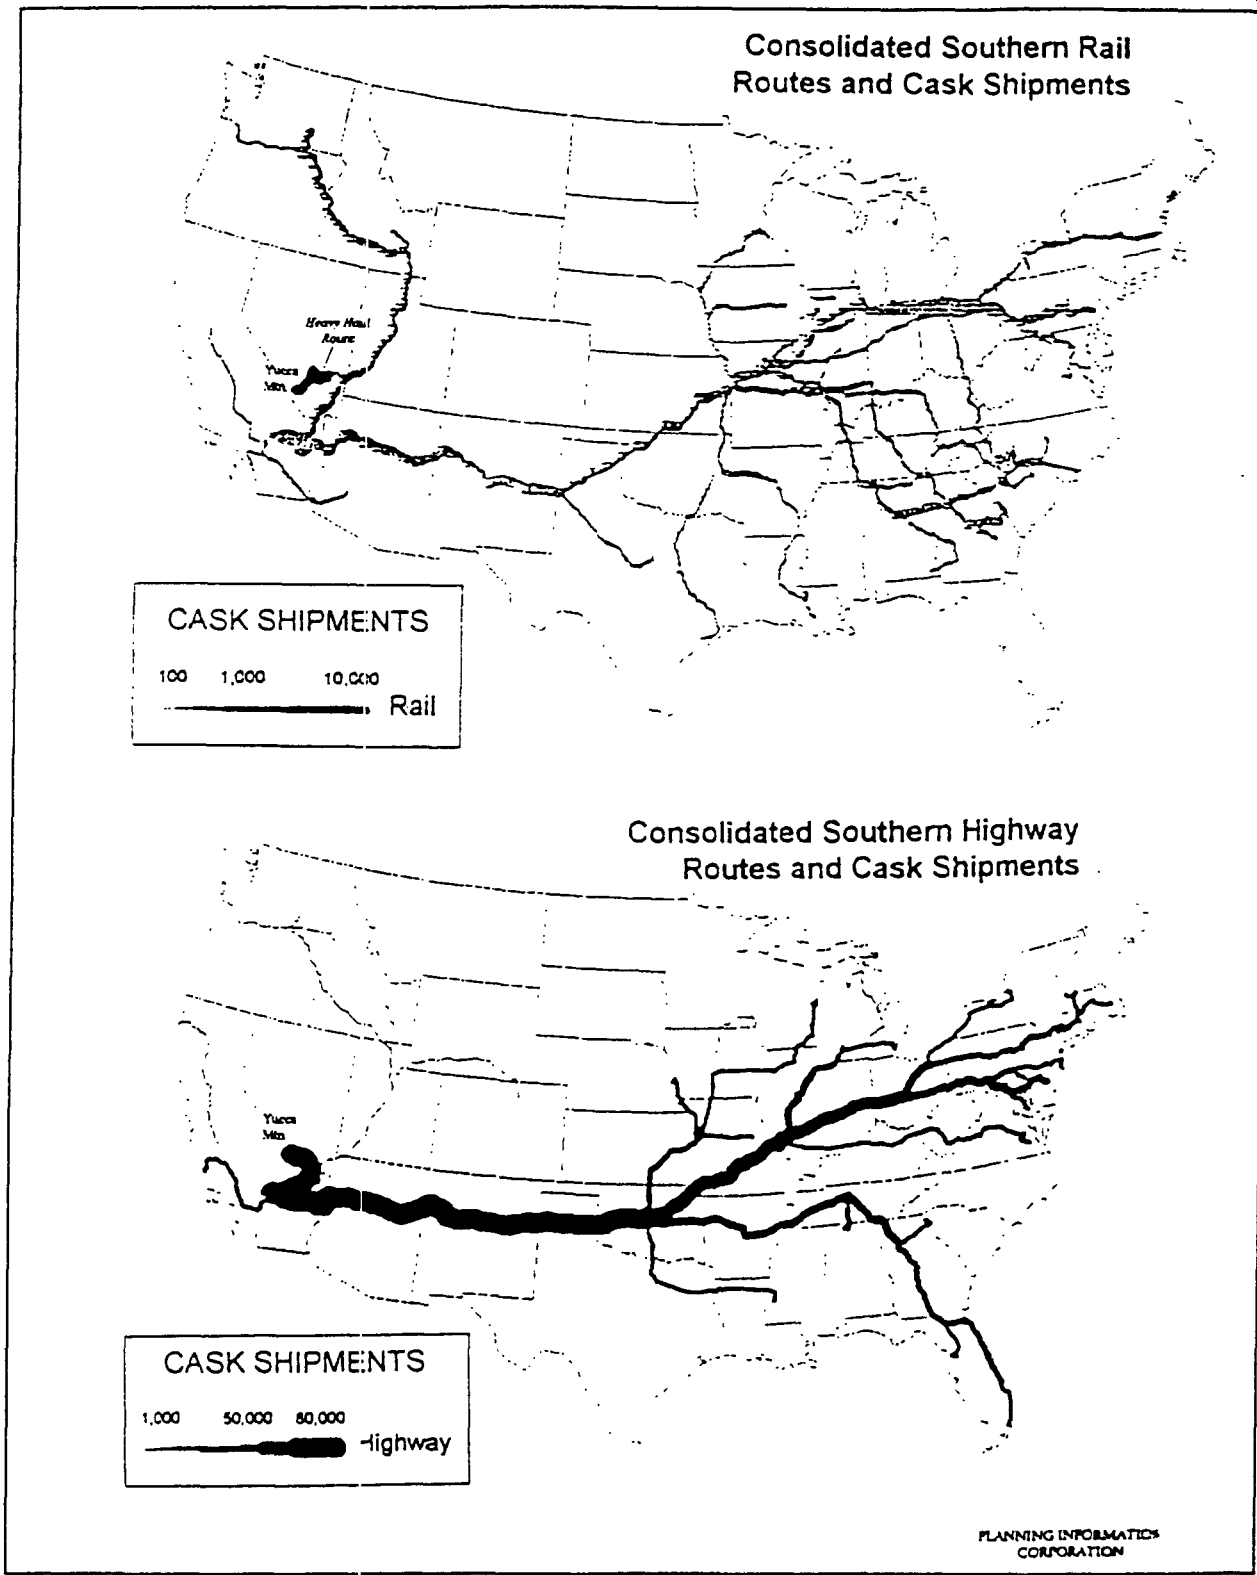 Consolidated Southern Rail
Routes and Cask Shipments
Heavy Haul
Route
Yucca
Mtn.
CASK SHIPMENTS
100 1,000 10,000
Rail
Consolidated Southern Highway
Routes and Cask Shipments
Yucca
Mtn
CASK SHIPMENTS
1,000 50,000 80,000
Highway
PLANNING INFORMATICS
CORPORATION